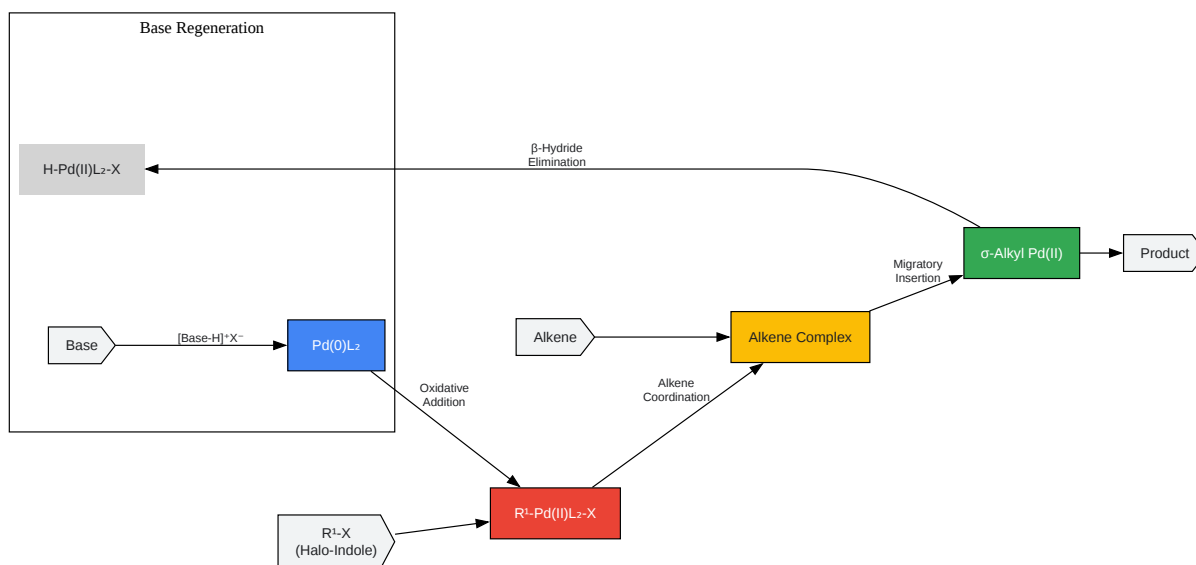 Base Regeneration
β-Hydride
Elimination
H-Pd(II)L₂-X
σ-Alkyl Pd(II)
Product
Migratory
Insertion
Base
[Base-H]⁺X⁻
Pd(0)L₂
Alkene
Alkene Complex
Oxidative
Addition
Alkene
Coordination
R¹-Pd(II)L₂-X
R¹-X
(Halo-Indole)